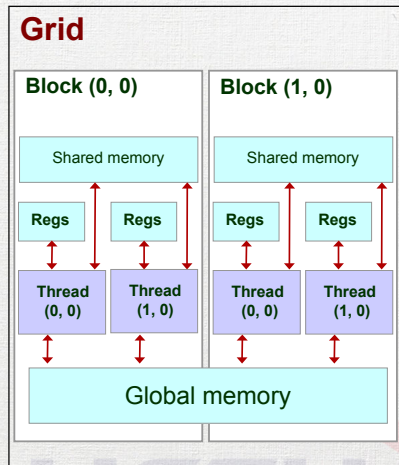 Grid
Block (0, 0)
Block (1, 0)
Shared memory
Shared memory
Regs
Regs
Regs
Regs
Thread
(0, 0)
Thread
(1, 0)
Thread
(0, 0)
Thread
(1, 0)
Global memory